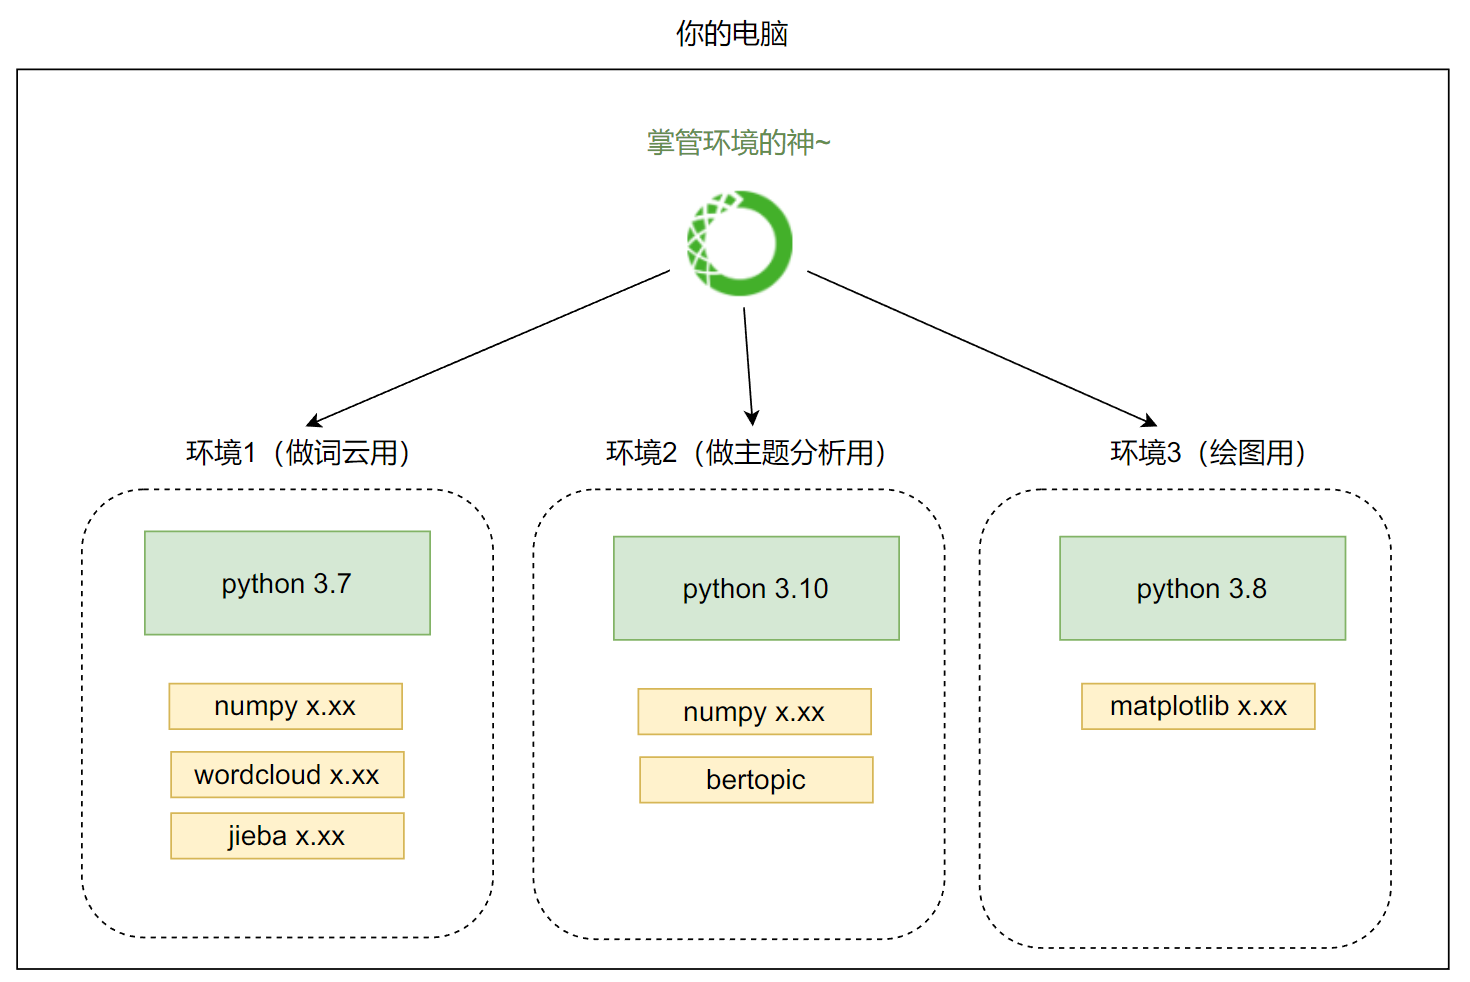 你的电脑
掌管环境的神~
环境1（做词云用）
环境2（做主题分析用）
环境3（绘图用）
python 3.7
python 3.10
python 3.8
numpy x.xx
numpy x.xx
matplotlib x.xx
wordcloud x.xx
bertopic
jieba x.xx